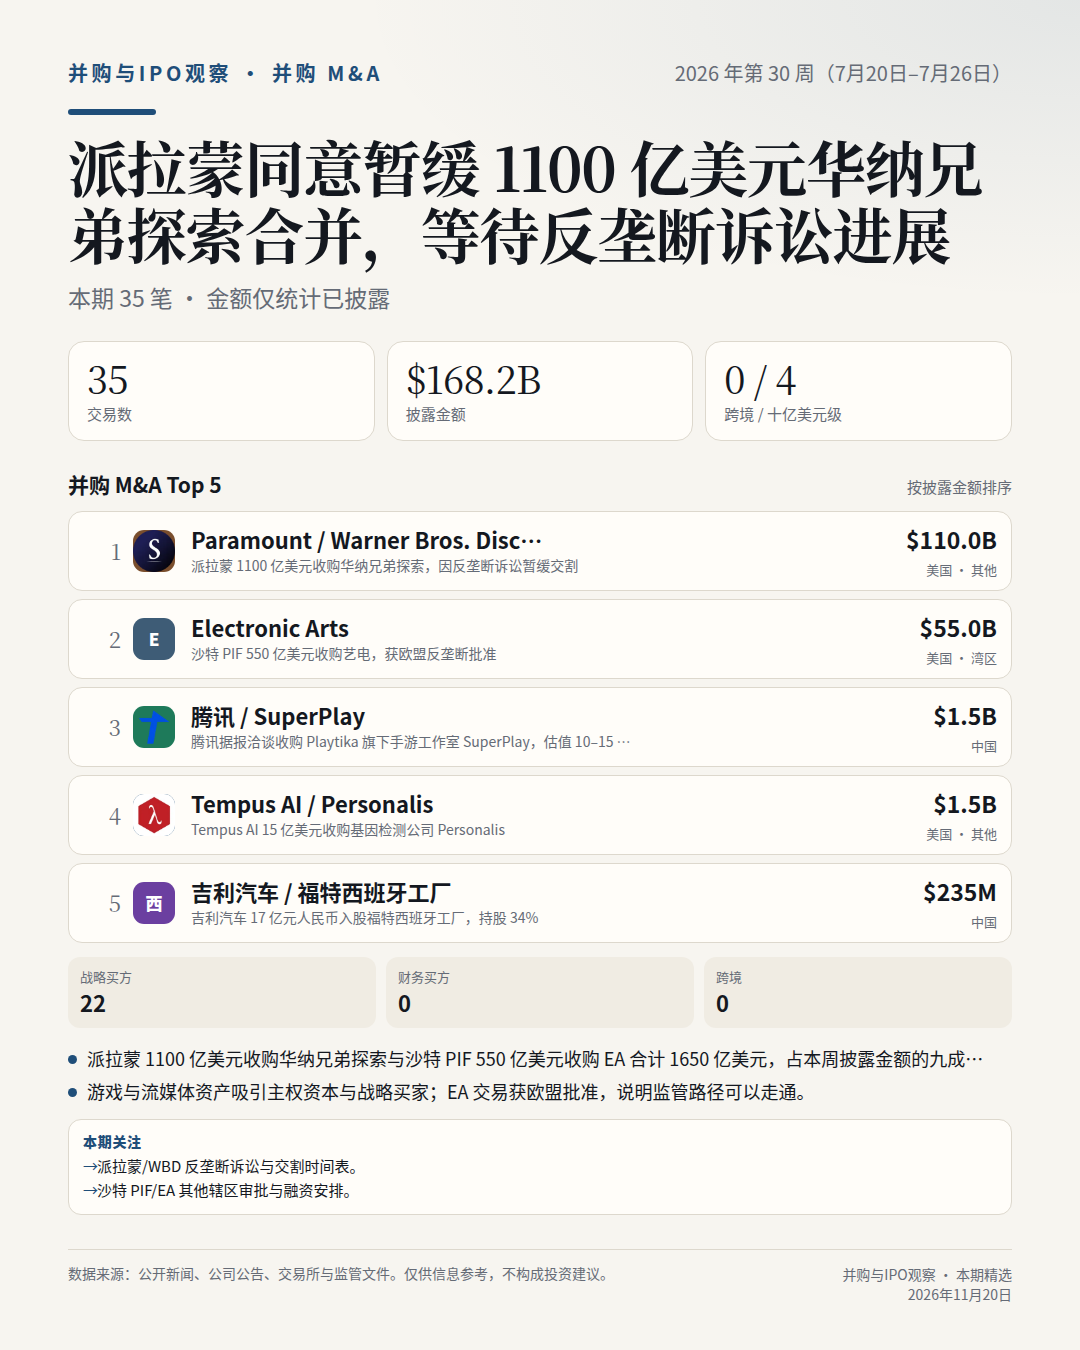 并购与IPO观察 · 并购 M&A
2026 年第 30 周（7月20日–7月26日）
派拉蒙同意暂缓 1100 亿美元华纳兄
弟探索合并，等待反垄断诉讼进展
本期 35 笔 · 金额仅统计已披露
35
交易数
$168.2B
披露金额
0 / 4
跨境 / 十亿美元级
并购 M&A Top 5
按披露金额排序
1
S
Paramount / Warner Bros. Disc…
派拉蒙 1100 亿美元收购华纳兄弟探索，因反垄断诉讼暂缓交割
$110.0B
美国 · 其他
2
E
Electronic Arts
沙特 PIF 550 亿美元收购艺电，获欧盟反垄断批准
$55.0B
美国 · 湾区
3
腾讯 / SuperPlay
腾讯据报洽谈收购 Playtika 旗下手游工作室 SuperPlay，估值 10–15 …
$1.5B
中国
4
λ
Tempus AI / Personalis
Tempus AI 15 亿美元收购基因检测公司 Personalis
$1.5B
美国 · 其他
5
西
吉利汽车 / 福特西班牙工厂
吉利汽车 17 亿元人民币入股福特西班牙工厂，持股 34%
$235M
中国
战略买方
22
财务买方
0
跨境
0
派拉蒙 1100 亿美元收购华纳兄弟探索与沙特 PIF 550 亿美元收购 EA 合计 1650 亿美元，占本周披露金额的九成…
游戏与流媒体资产吸引主权资本与战略买家；EA 交易获欧盟批准，说明监管路径可以走通。
本期关注
→派拉蒙/WBD 反垄断诉讼与交割时间表。
→沙特 PIF/EA 其他辖区审批与融资安排。
数据来源：公开新闻、公司公告、交易所与监管文件。仅供信息参考，不构成投资建议。
并购与IPO观察 · 本期精选
2026年11月20日